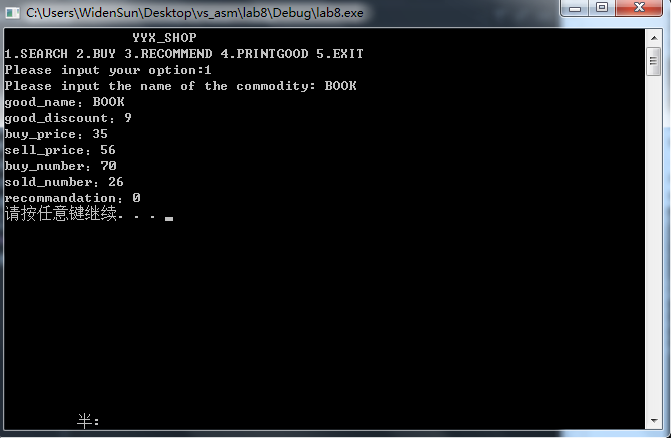 C:\Users\WidenSun\Desktop\vs_asm\lab8\Debug\lab8.exe
YYX_SHOP
1.SEARCH 2.BUY 3.RECOMMEND 4.PRINTGOOD 5.EXIT
Please input your option:1
Please input the name of the commodity: BOOK
good_name：BOOK
good_discount：9
buy_price：35
sell_price：56
buy_number：70
sold_number：26
recommandation：0
请按任意键继续. . .
半：